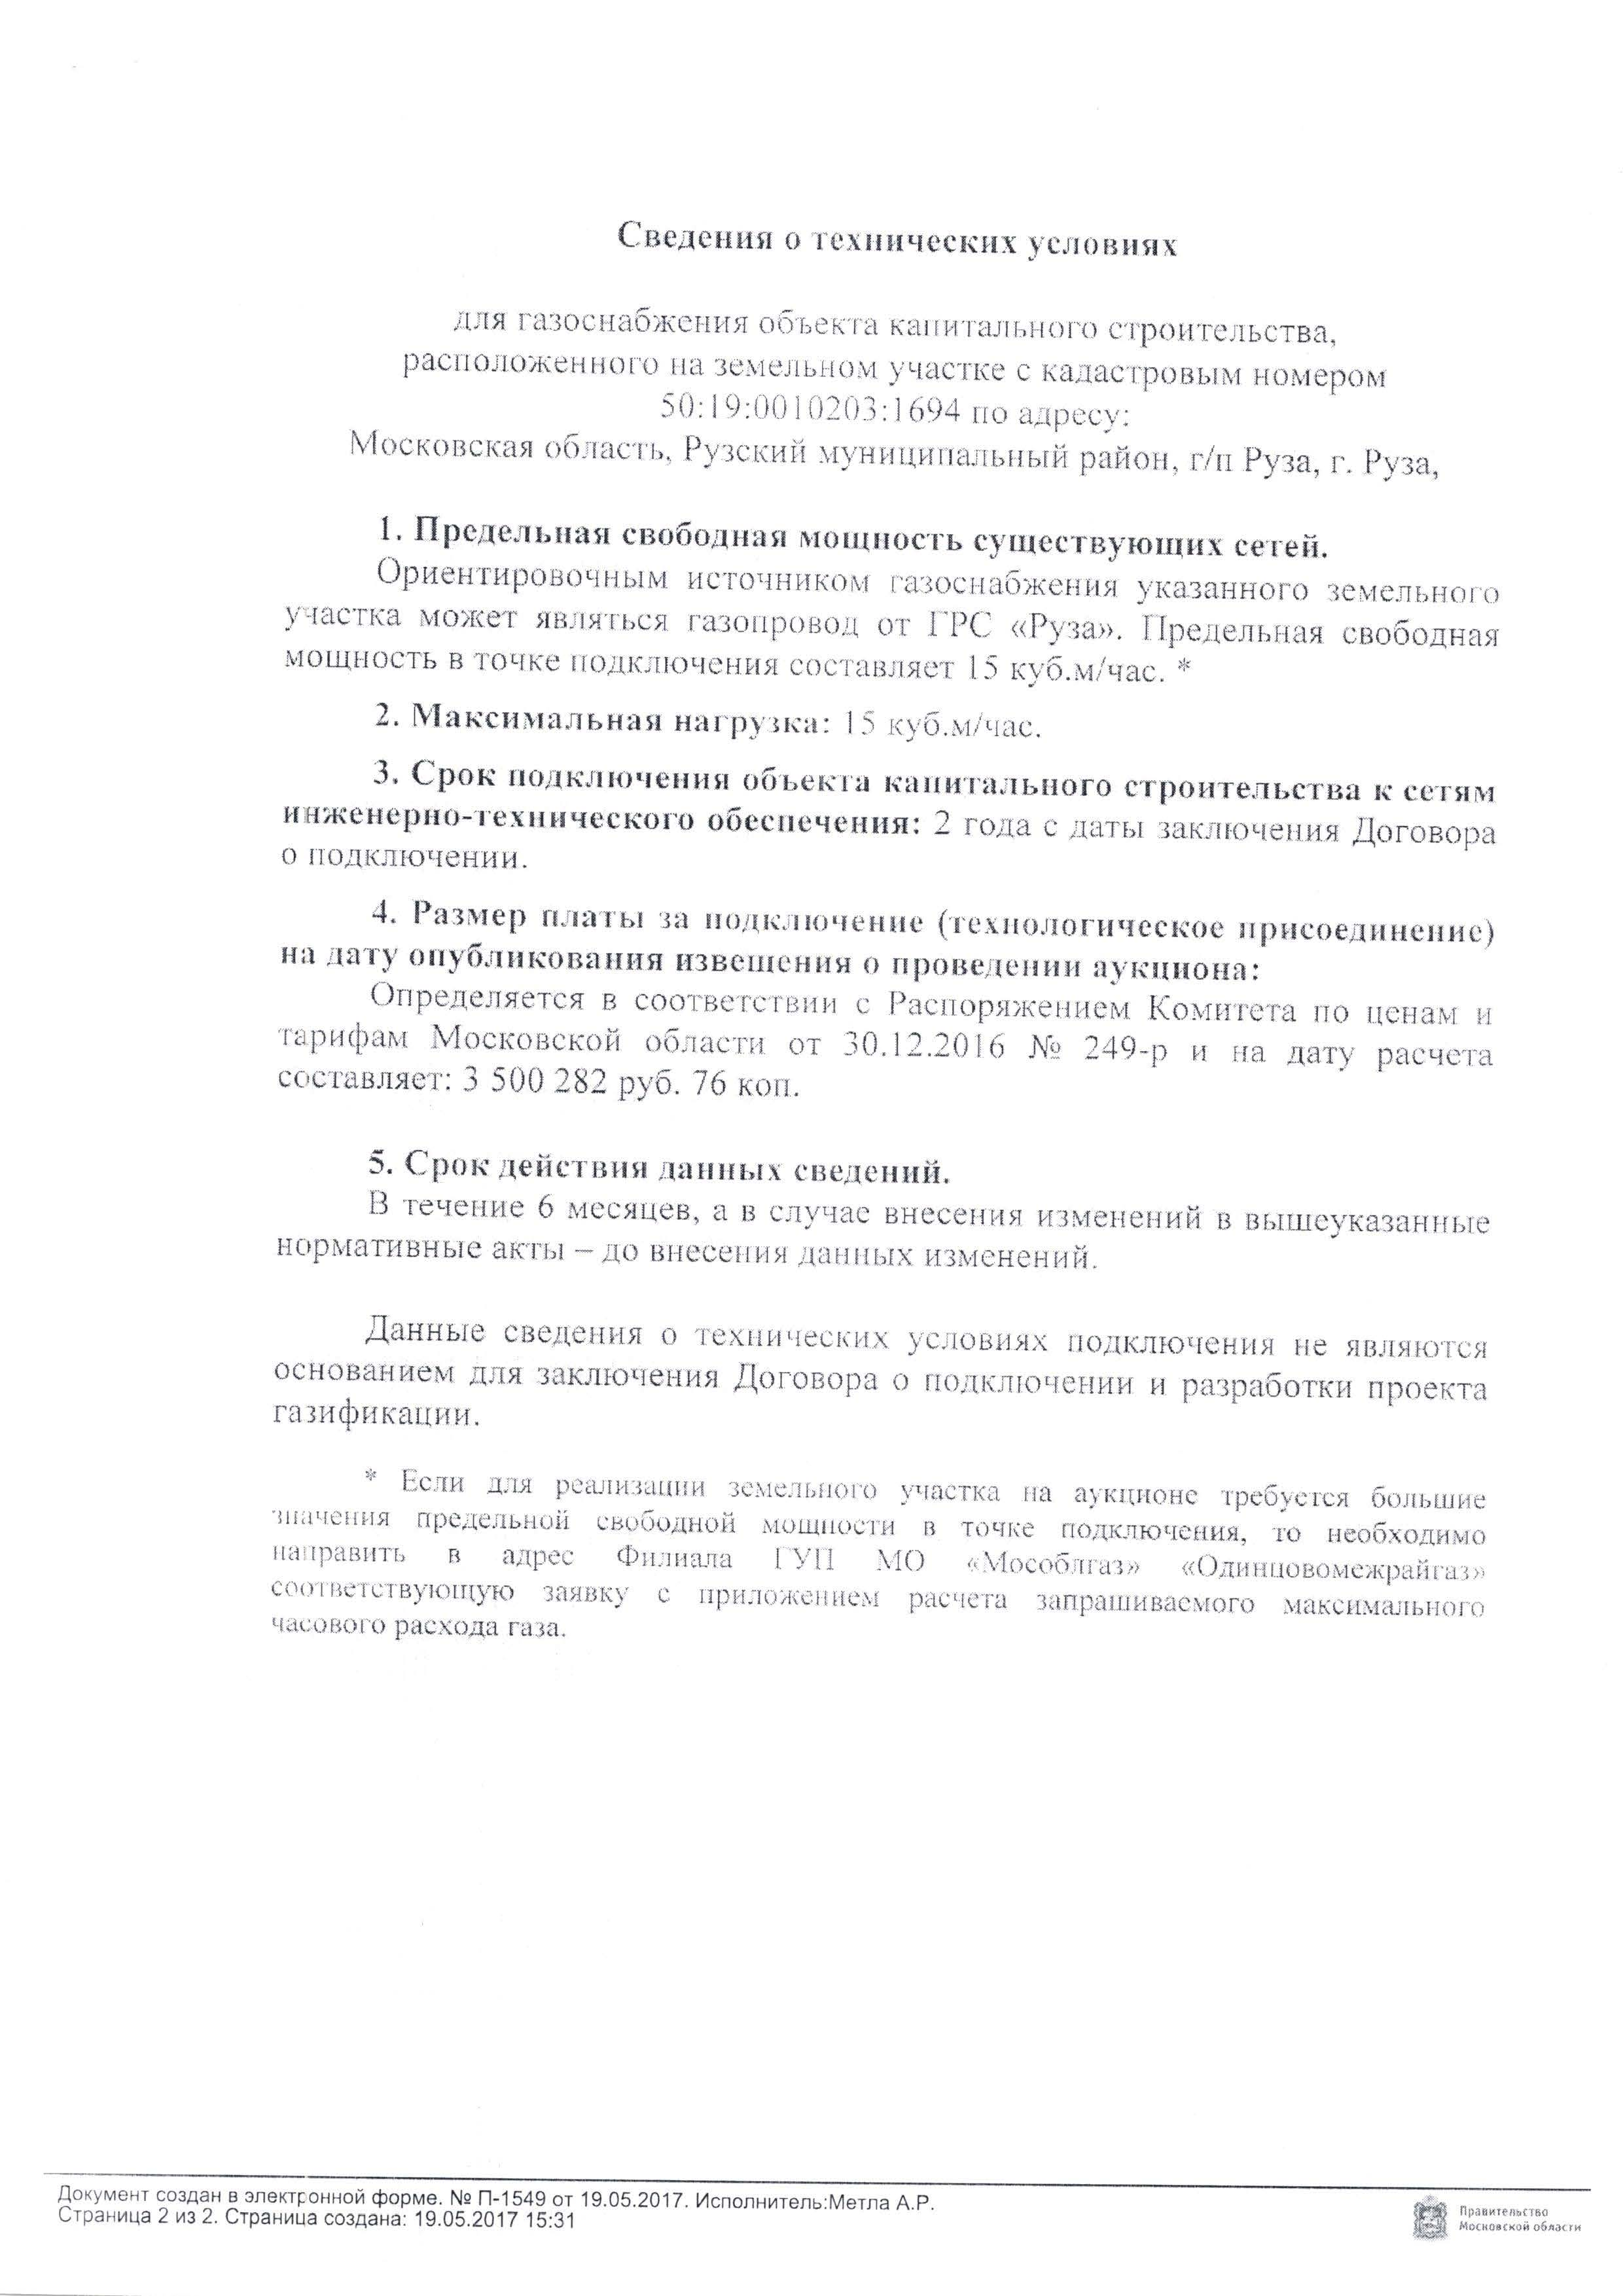 Сведения о технических условиях
для газоснабжения объекта капитального строительства,
расположенного на земельном участке с кадастровым номером
50:19:0010203:1694 по адресу:
Московская область, Рузский муниципальный район, г/п Руза, г. Руза,
1. Предельная свободная мощность существующих сетей.
Ориентировочным источником газоснабжения указанного земельного
участка может являться газопровод от ГРС «Руза». Предельная свободная
мощность в точке подключения составляет 15 куб.м/час. *
2. Максимальная нагрузка: 15 куб.м/час.
3. Срок подключения объекта капитального строительства к сетям
инженерно-технического обеспечения: 2 года с даты заключения Договора
о подключении.
4. Размер платы за подключение (технологическое присоединение)
на дату опубликования извещения о проведении аукциона:
Определяется в соответствии с Распоряжением Комитета по ценам и
тарифам Московской области от 30.12.2016 № 249-р и на дату расчета
составляет: 3 500 282 руб. 76 коп.
5. Срок действия данных сведений.
В течение 6 месяцев, а в случае внесения изменений в вышеуказанные
нормативные акты – до внесения данных изменений.
Данные сведения о технических условиях подключения не являются
основанием для заключения Договора о подключении и разработки проекта
газификации.
* Если для реализации земельного участка на аукционе требуется большие
значения предельной свободной мощности в точке подключения, то необходимо
направить в адрес Филиала ГУП МО «Мособлгаз» «Одинцовомежрайгаз»
соответствующую заявку с приложением расчета запрашиваемого максимального
часового расхода газа.
Документ создан в электронной форме. № П-1549 от 19.05.2017. Исполнитель:Метла А.Р.
Страница 2 из 2. Страница создана: 19.05.2017 15:31
Правительство
Московской области